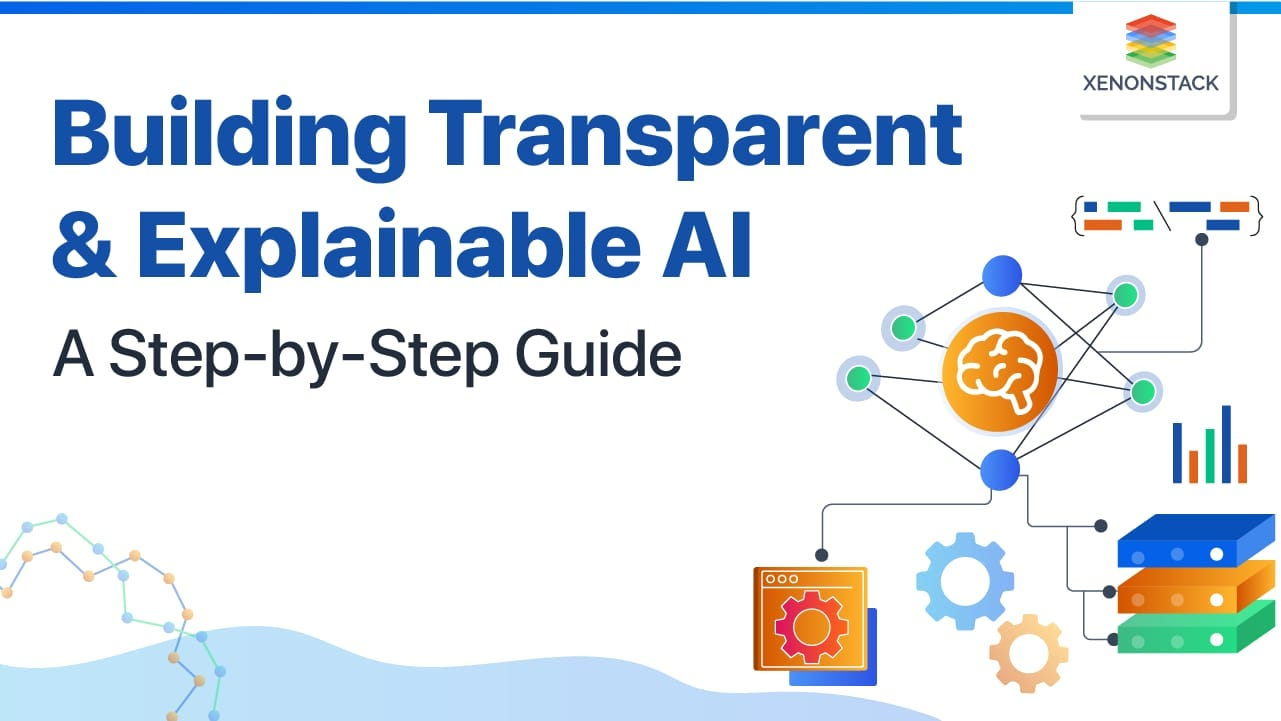 XENONSTACK
Building Transparent
& Explainable AI
A Step-by-Step Guide